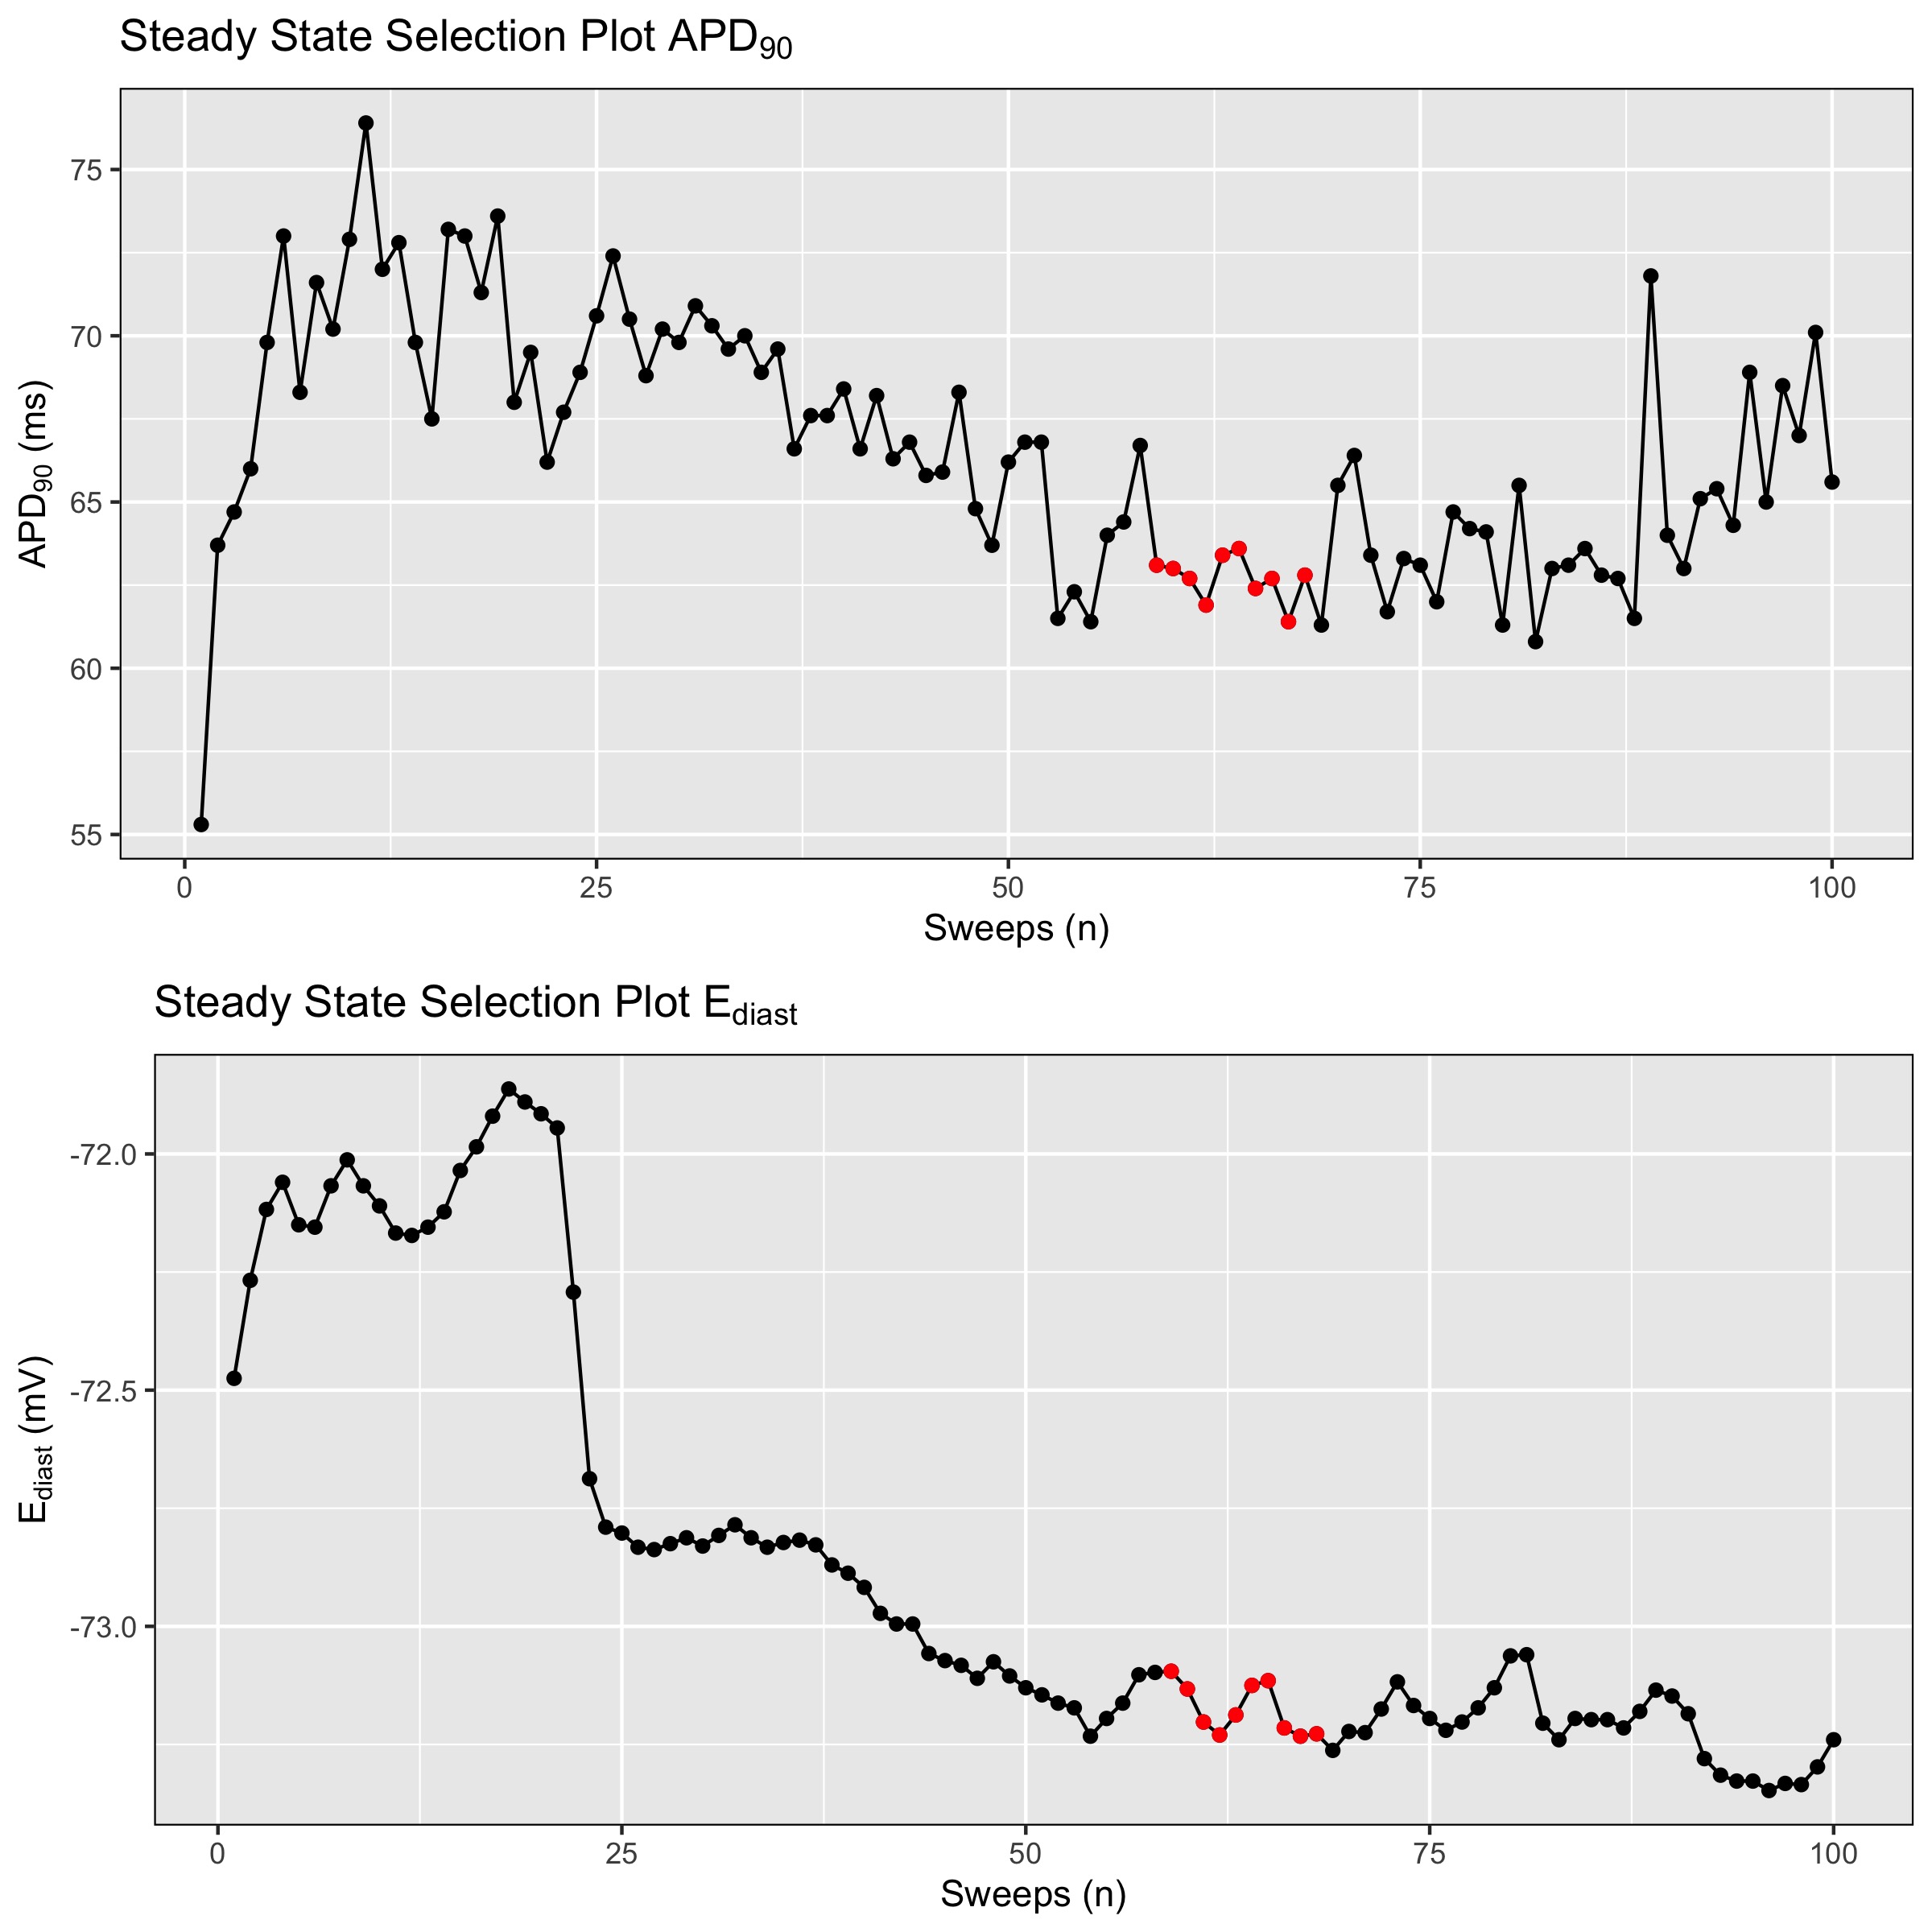 Steady State Selection Plot APD90
APD90 (ms)
75
70
65
60
55
0 25 50 75 100
Sweeps (n)
Steady State Selection Plot Ediast
Ediast (mV)
-72.0
-72.5
-73.0
0 25 50 75 100
Sweeps (n)